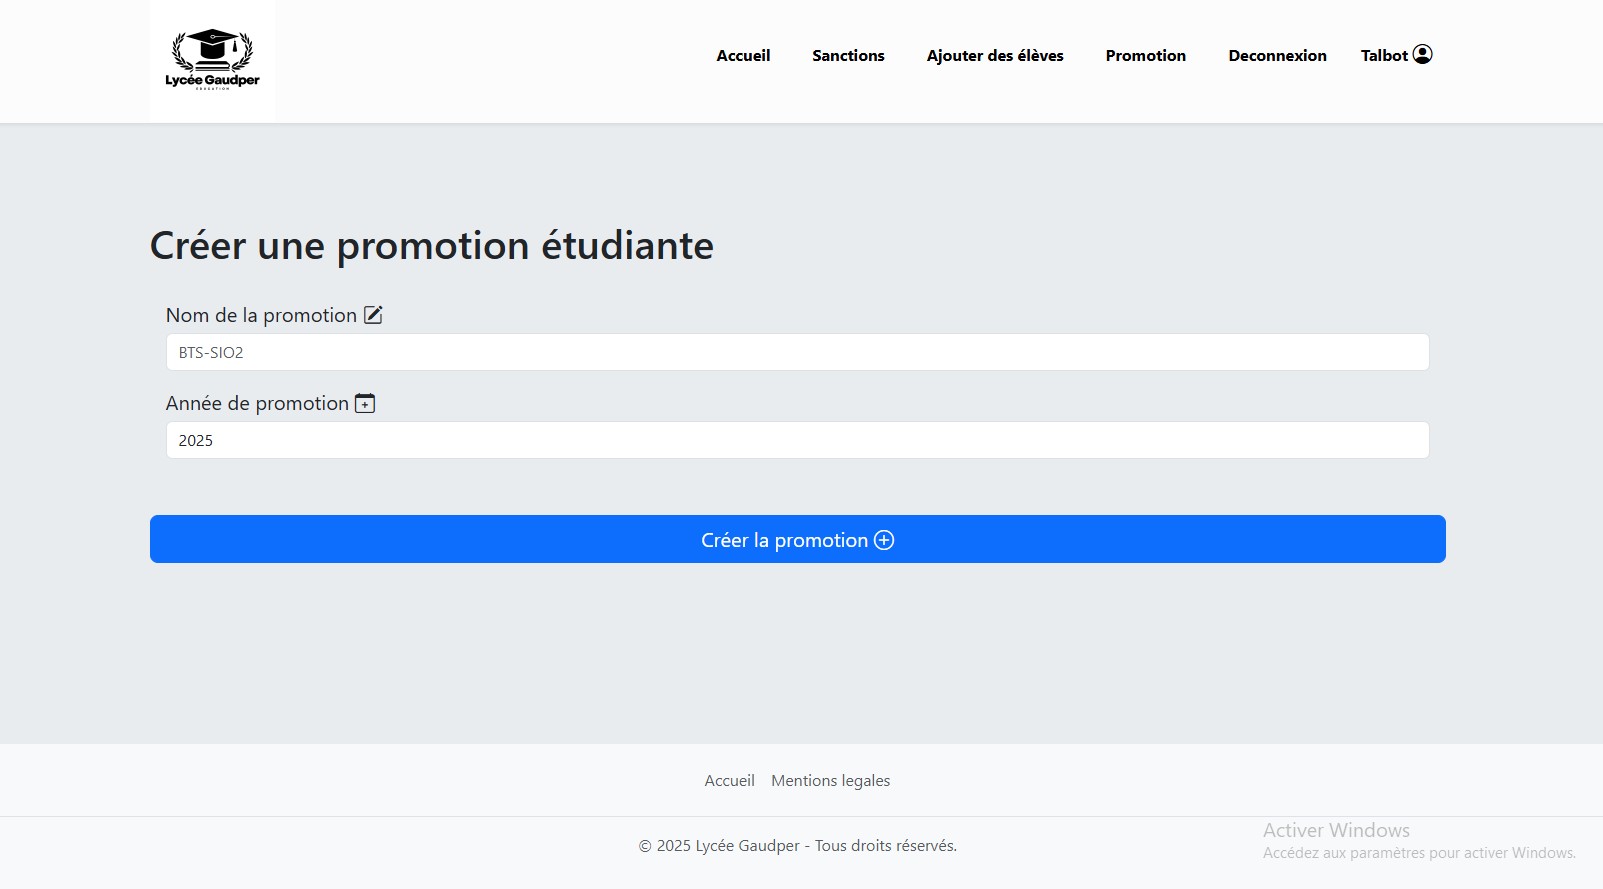 Lycée Gaudper
EDUCATION
Accueil Sanctions Ajouter des élèves Promotion Deconnexion Talbot
Créer une promotion étudiante
Nom de la promotion
BTS-SIO2
Année de promotion
2025
Créer la promotion
Accueil Mentions legales
© 2025 Lycée Gaudper - Tous droits réservés.
Activer Windows
Accédez aux paramètres pour activer Windows.